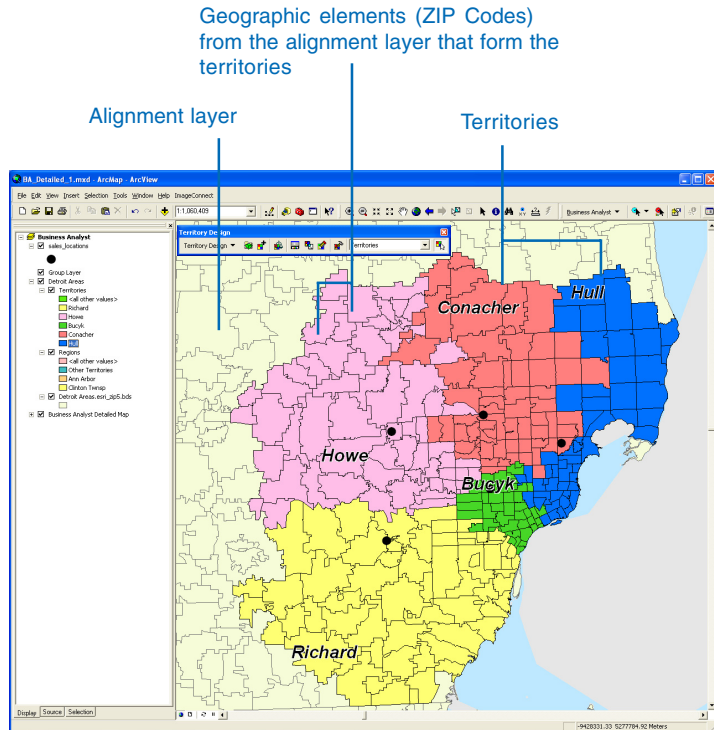 Geographic elements (ZIP Codes)
from the alignment layer that form the
territories
Alignment layer
Territories
BA_Detailed_1.mxd - ArcMap - ArcView
File Edit View Insert Selection Tools Window Help ImageConnect
1:1,060,409
Business Analyst
Territory Design
Territory Design
Territories
Business Analyst
sales_locations
Group Layer
Detroit Areas
Territories
<all other values>
Richard
Howe
Bucyk
Conacher
Hull
Regions
<all other values>
Other Territories
Ann Arbor
Clinton Twnsp
Detroit Areas.esri_zip5.bds
Business Analyst Detailed Map
Conacher
Hull
Howe
Bucyk
Richard
Display Source Selection
-9428331.33 5277784.92 Meters